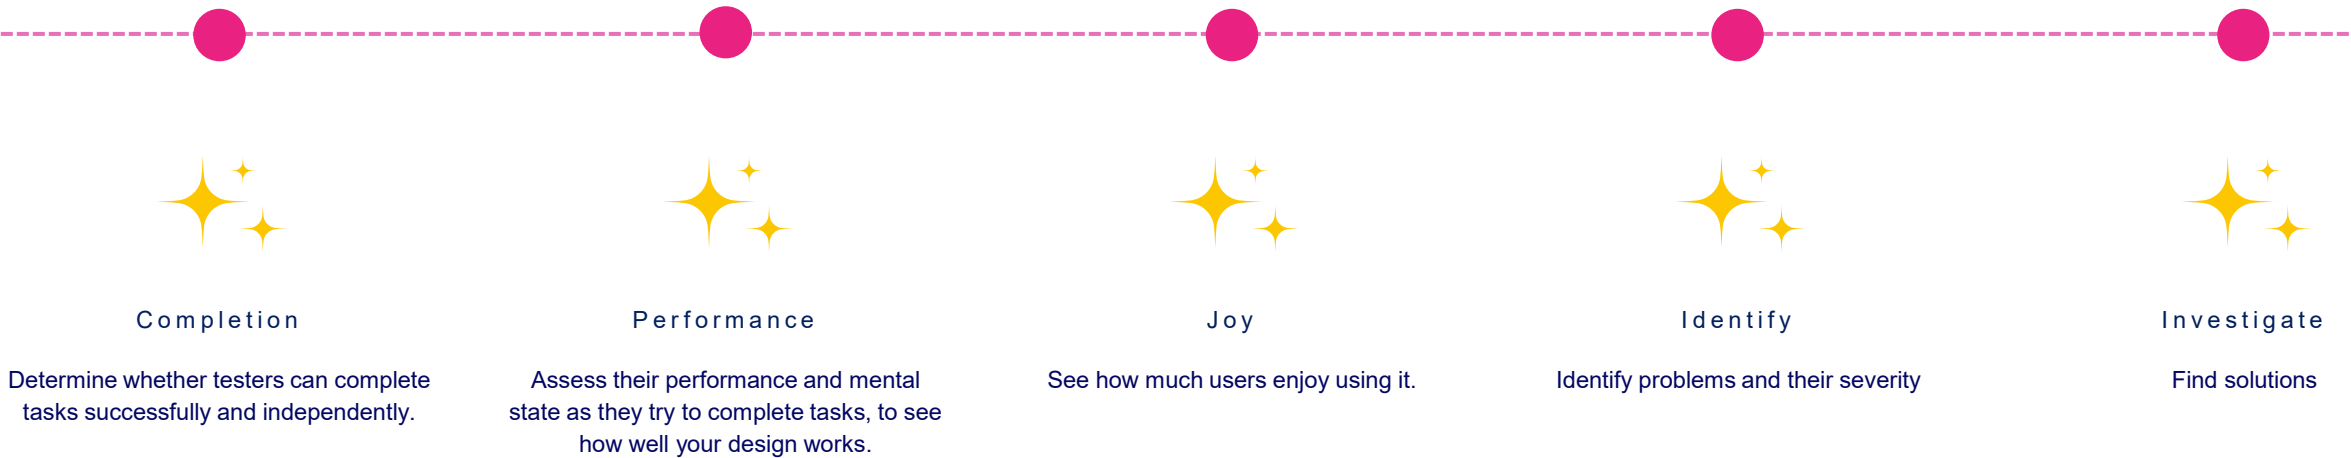 Completion
Determine whether testers can complete
tasks successfully and independently.
Performance
Assess their performance and mental
state as they try to complete tasks, to see
how well your design works.
Joy
See how much users enjoy using it.
Identify
Identify problems and their severity
Investigate
Find solutions